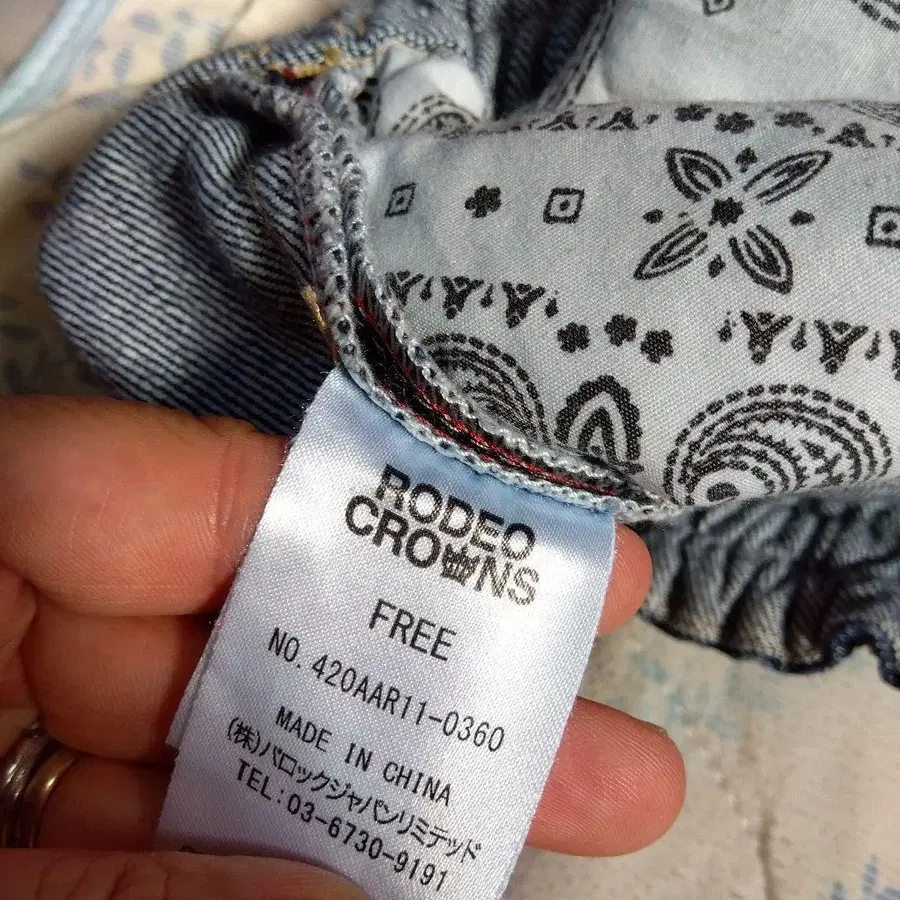 RODEO
CROWNS
FREE
NO. 420AAR11-0360
MADE IN CHINA
(株)バロックジャパンリミテッド
TEL:03-6730-9191